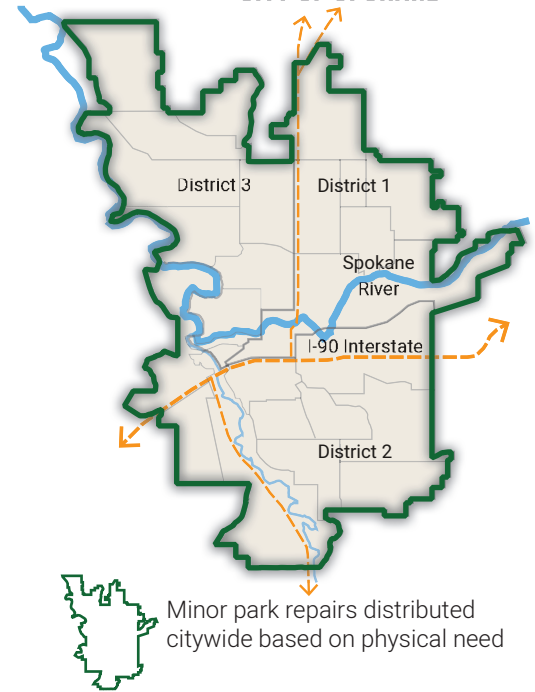 District 3
District 1
Spokane
River
I-90 Interstate
District 2
Minor park repairs distributed
citywide based on physical need